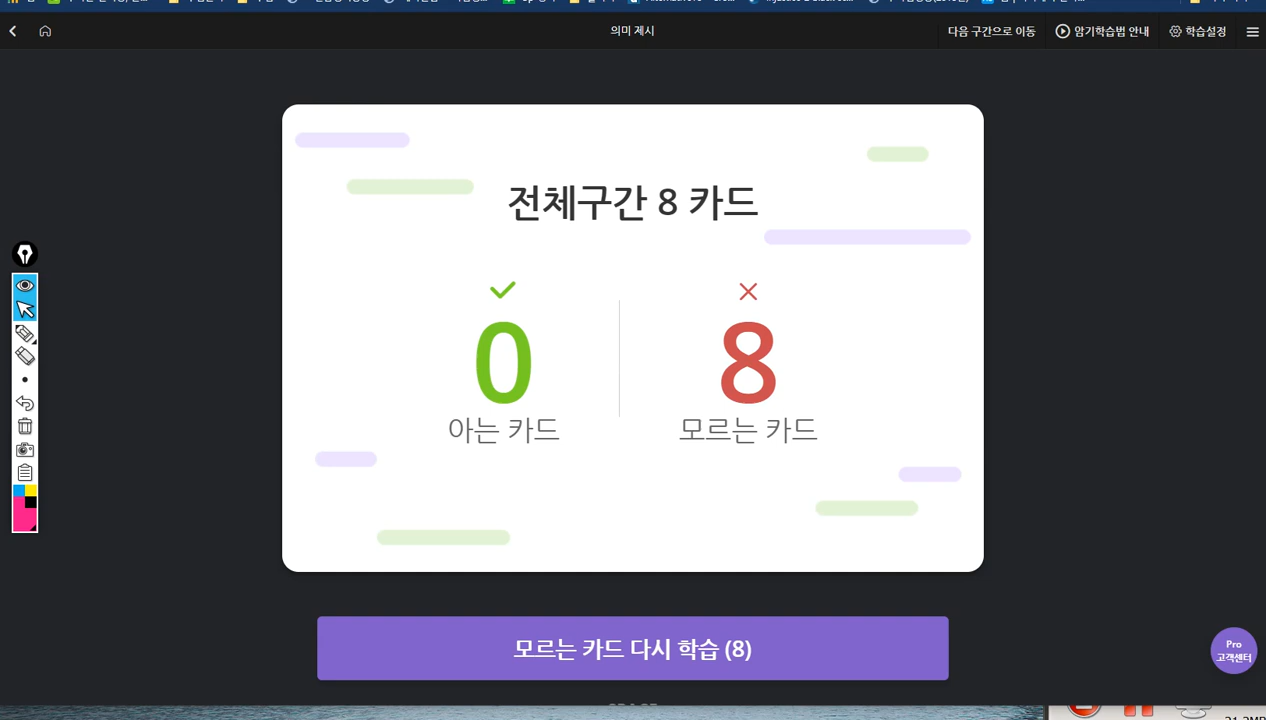 의미 제시
다음 구간으로 이동
암기학습법 안내
학습설정
전체구간 8 카드
0
아는 카드
8
모르는 카드
모르는 카드 다시 학습 (8)
Pro
고객센터